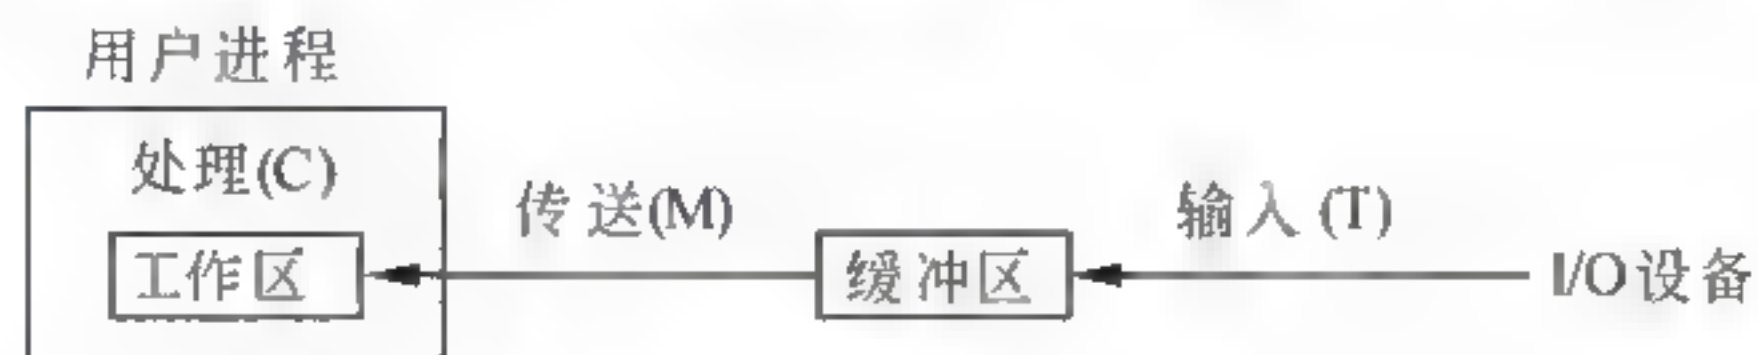 用户进程
处理(C)
传送(M)
输入(T)
工作区
缓冲区
I/O设备